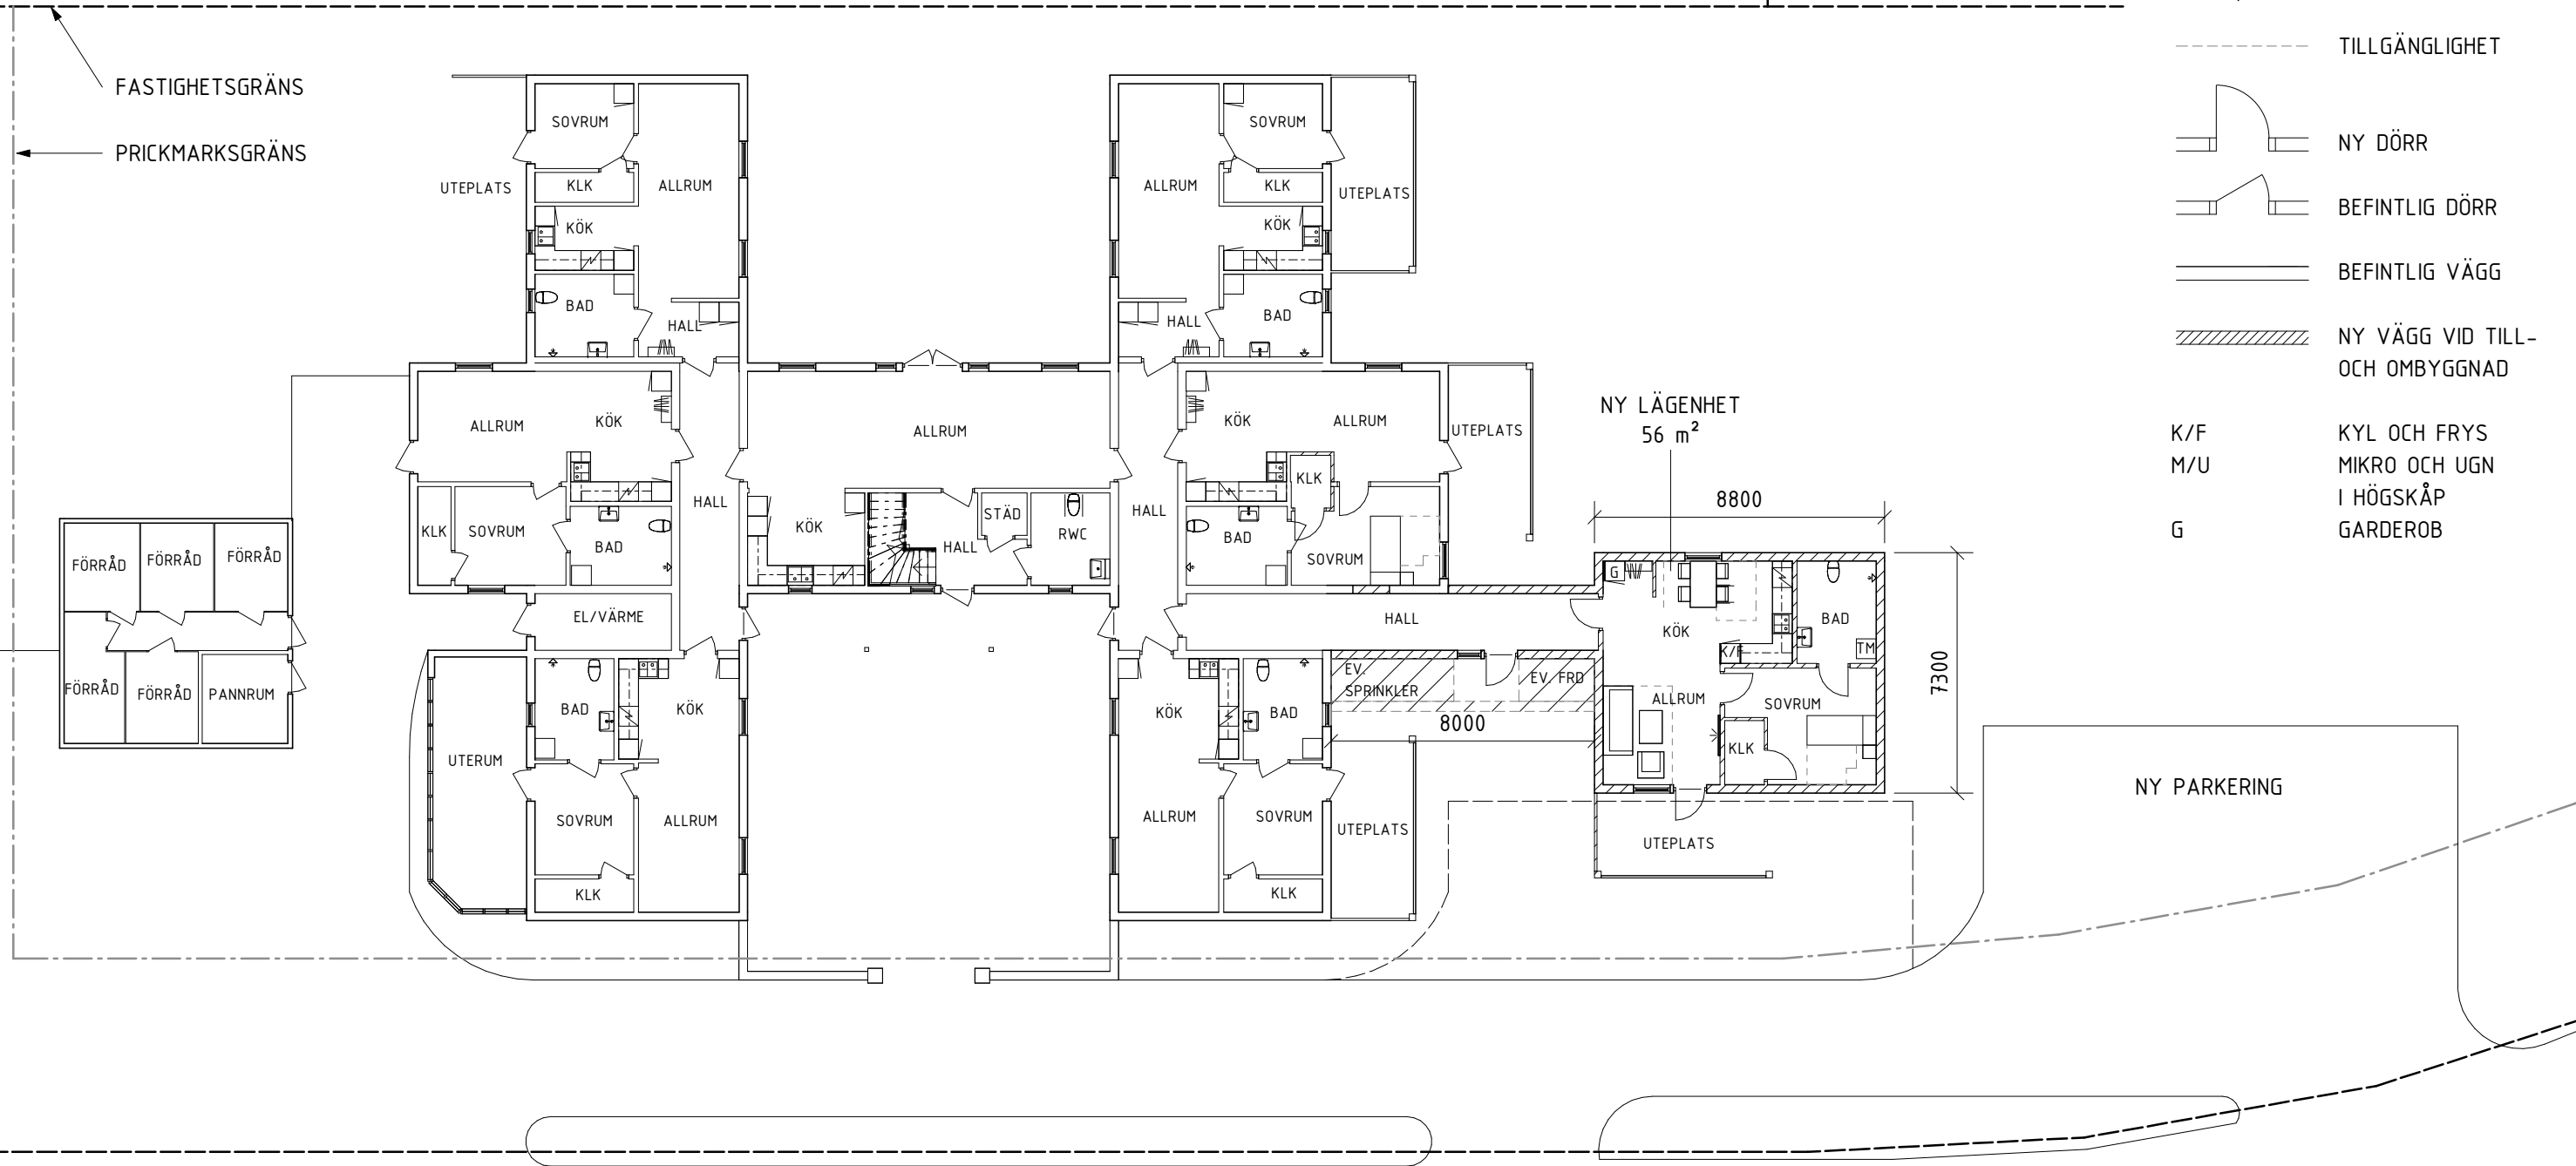 FASTIGHETSGRÄNS
PRICKMARKSGRÄNS
TILLGÄNGLIGHET
NY DÖRR
BEFINTLIG DÖRR
BEFINTLIG VÄGG
NY VÄGG VID TILL-
OCH OMBYGGNAD
K/F KYL OCH FRYS
M/U MIKRO OCH UGN
I HÖGSKÅP
G GARDEROB
SOVRUM
UTEPLATS
KLK
ALLRUM
KÖK
BAD
HALL
SOVRUM
ALLRUM
KLK
UTEPLATS
KÖK
HALL
BAD
ALLRUM
KÖK
HALL
KLK
SOVRUM
BAD
EL/VÄRME
ALLRUM
KÖK
HALL
STÄD
RWC
HALL
KÖK
ALLRUM
UTEPLATS
KLK
BAD
SOVRUM
NY LÄGENHET
56 m²
8800
7300
HALL
G
KÖK
BAD
K/F
TM
ALLRUM
SOVRUM
KLK
UTEPLATS
EV.
SPRINKLER
EV. FRD
8000
FÖRRÅD
FÖRRÅD
FÖRRÅD
FÖRRÅD
FÖRRÅD
PANNRUM
UTERUM
BAD
KÖK
SOVRUM
ALLRUM
KLK
KÖK
BAD
ALLRUM
SOVRUM
KLK
UTEPLATS
NY PARKERING